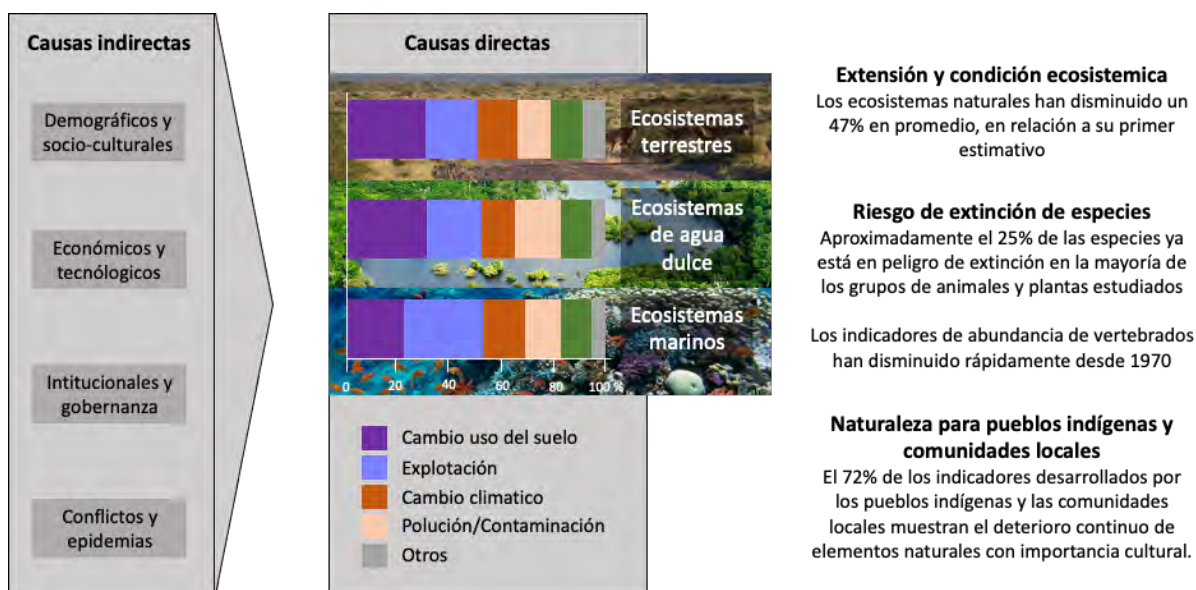 Causas indirectas
Demográficos y
socio-culturales
Económicos y
tecnólogicos
Intitucionales y
gobernanza
Conflictos y
epidemias
Causas directas
Ecosistemas
terrestres
Ecosistemas
de agua
dulce
Ecosistemas
marinos
0 20 40 60 80 100 %
Cambio uso del suelo
Explotación
Cambio climatico
Polución/Contaminación
Otros
Extensión y condición ecosistemica
Los ecosistemas naturales han disminuido un
47% en promedio, en relación a su primer
estimativo
Riesgo de extinción de especies
Aproximadamente el 25% de las especies ya
está en peligro de extinción en la mayoría de
los grupos de animales y plantas estudiados
Los indicadores de abundancia de vertebrados
han disminuido rápidamente desde 1970
Naturaleza para pueblos indígenas y
comunidades locales
El 72% de los indicadores desarrollados por
los pueblos indígenas y las comunidades
locales muestran el deterioro continuo de
elementos naturales con importancia cultural.